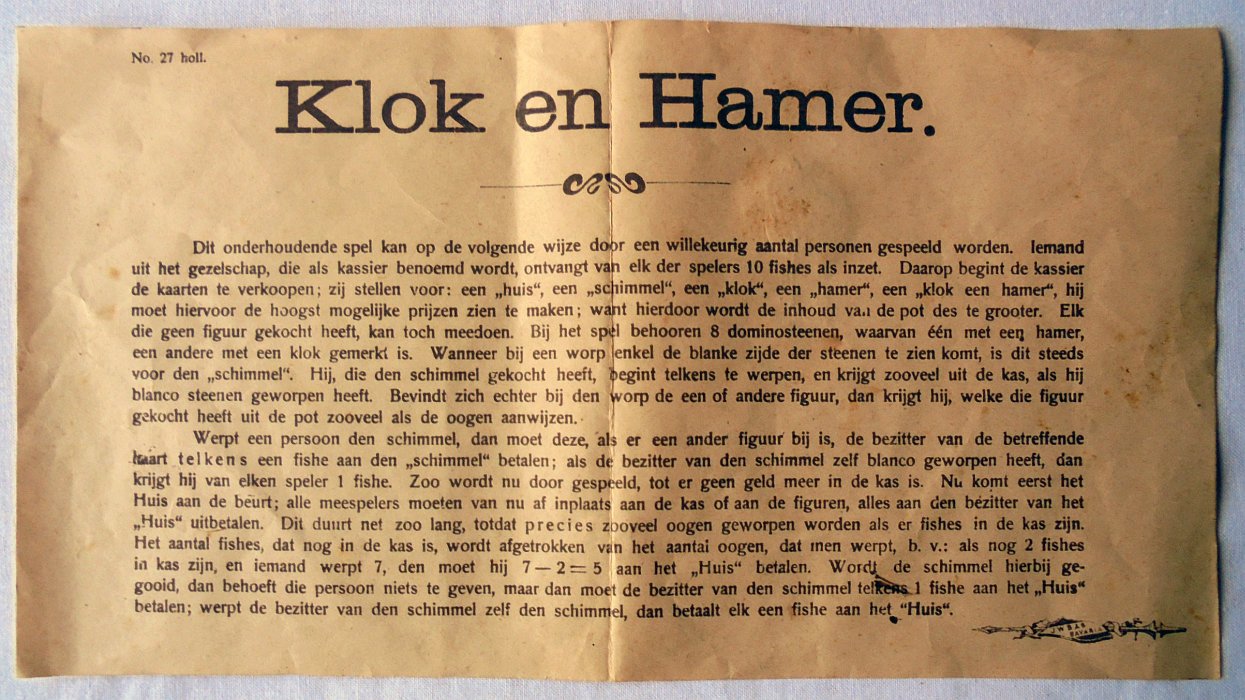 No. 27 holl.
Klok en Hamer.
Dit onderhoudende spel kan op de volgende wijze door een willekeurig aantal personen gespeeld worden. Iemand
uit het gezelschap, die als kassier benoemd wordt, ontvangt van elk der spelers 10 fishes als inzet. Daarop begint de kassier
de kaarten te verkoopen; zij stellen voor: een „huis“, een „schimmel“, een „klok“, een „hamer“, een „klok een hamer“, hij
moet hiervoor de hoogst mogelijke prijzen zien te maken; want hierdoor wordt de inhoud van de pot des te grooter. Elk
die geen figuur gekocht heeft, kan toch meedoen. Bij het spel behooren 8 dominosteenen, waarvan één met een hamer,
een andere met een klok gemerkt is. Wanneer bij een worp enkel de blanke zijde der steenen te zien komt, is dit steeds
voor den „schimmel“. Hij, die den schimmel gekocht heeft, begint telkens te werpen, en krijgt zooveel uit de kas, als hij
blanco steenen geworpen heeft. Bevindt zich echter bij den worp de een of andere figuur, dan krijgt hij, welke die figuur
gekocht heeft uit de pot zooveel als de oogen aanwijzen.
Werpt een persoon den schimmel, dan moet deze, als er een ander figuur bij is, de bezitter van de betreffende
kaart telkens een fishe aan den „schimmel“ betalen; als de bezitter van den schimmel zelf blanco geworpen heeft, dan
krijgt hij van elken speler 1 fishe. Zoo wordt nu door gespeeld, tot er geen geld meer in de kas is. Nu komt eerst het
Huis aan de beurt; alle meespelers moeten van nu af inplaats aan de kas of aan de figuren, alles aan den bezitter van het
„Huis“ uitbetalen. Dit duurt net zoo lang, totdat precies zooveel oogen geworpen worden als er fishes in de kas zijn.
Het aantal fishes, dat nog in de kas is, wordt afgetrokken van het aantal oogen, dat men werpt, b. v.: als nog 2 fishes
in kas zijn, en iemand werpt 7, den moet hij 7 — 2 = 5 aan het „Huis“ betalen. Wordt de schimmel hierbij ge-
gooid, dan behoeft die persoon niets te geven, maar dan moet de bezitter van den schimmel telkens 1 fishe aan het „Huis“
betalen; werpt de bezitter van den schimmel zelf den schimmel, dan betaalt elk een fishe aan het “Huis“.
BAVARIA